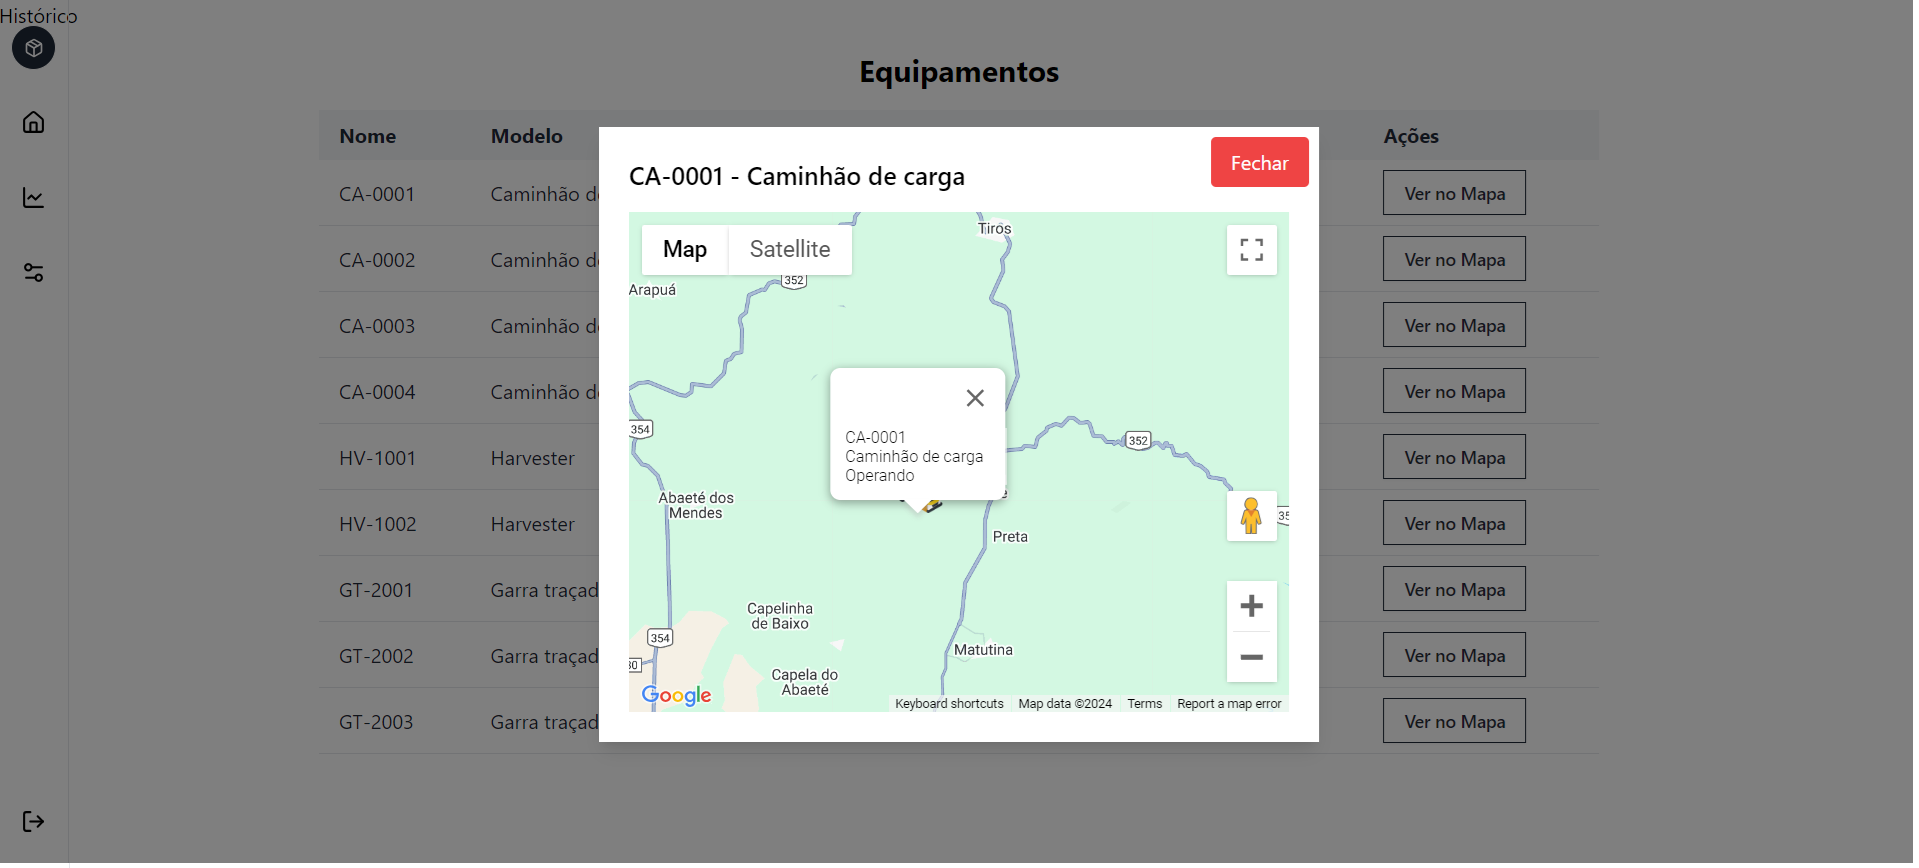 Histórico
Equipamentos
Nome Modelo Ações
CA-0001 - Caminhão de carga
Fechar
CA-0001 Caminhão d Ver no Mapa
CA-0002 Caminhão d Ver no Mapa
CA-0003 Caminhão d Ver no Mapa
CA-0004 Caminhão d Ver no Mapa
HV-1001 Harvester Ver no Mapa
HV-1002 Harvester Ver no Mapa
GT-2001 Garra traçad Ver no Mapa
GT-2002 Garra traçad Ver no Mapa
GT-2003 Garra traçad Ver no Mapa
Map Satellite
Tiros
352
Arapuá
354
352
CA-0001
Caminhão de carga
Operando
Abaeté dos
Mendes
Preta
Capelinha
de Baixo
354
Matutina
Capela do
Abaeté
Google
Keyboard shortcuts Map data ©2024 Terms Report a map error